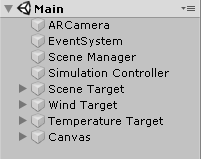 Main
ARCamera
EventSystem
Scene Manager
Simulation Controller
Scene Target
Wind Target
Temperature Target
Canvas